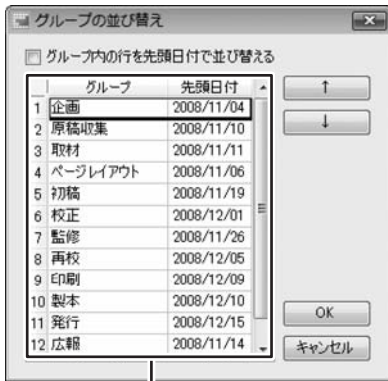 グループの並び替え
グループ内の行を先頭日付で並び替える
グループ 先頭日付
1 企画 2008/11/04
2 原稿収集 2008/11/10
3 取材 2008/11/11
4 ページレイアウト 2008/11/06
5 初稿 2008/11/19
6 校正 2008/12/01
7 監修 2008/11/26
8 再校 2008/12/05
9 印刷 2008/12/09
10 製本 2008/12/10
11 発行 2008/12/15
12 広報 2008/11/14
↑
↓
OK
キャンセル